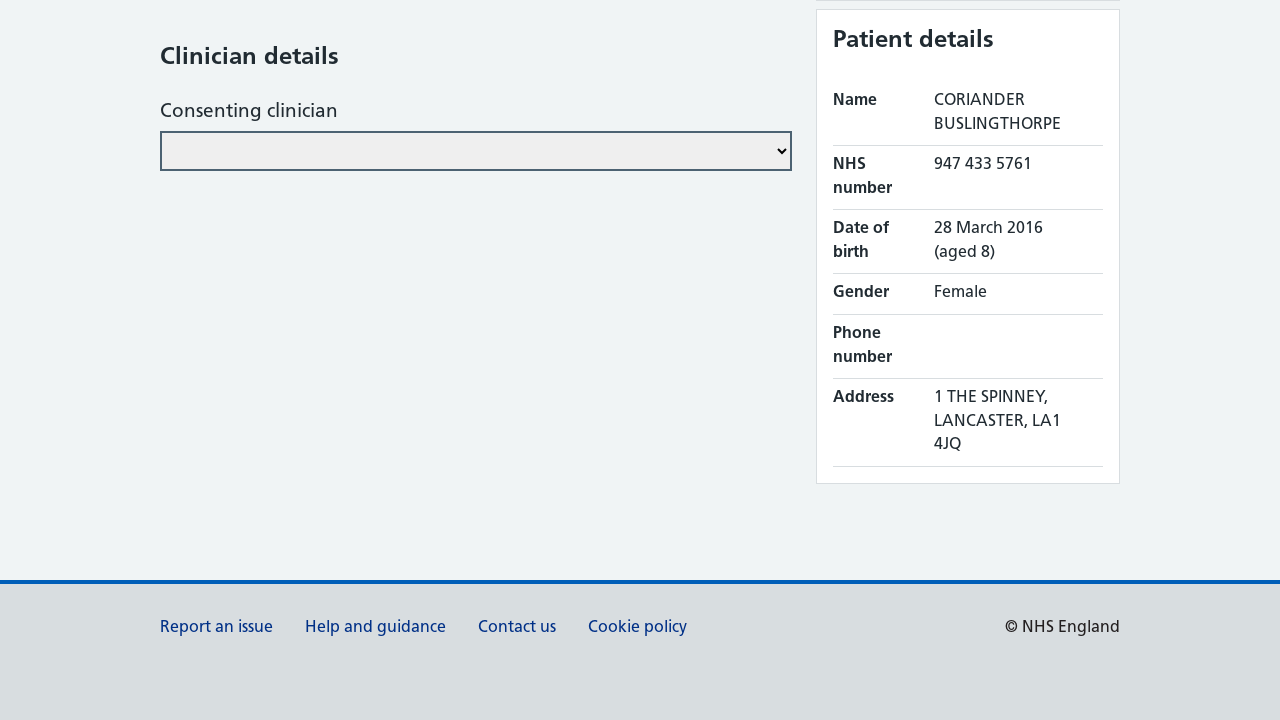 Clinician details
Consenting clinician
Patient details
Name CORIANDER
BUSLINGTHORPE
NHS number 947 433 5761
Date of birth 28 March 2016
(aged 8)
Gender Female
Phone number
Address 1 THE SPINNEY,
LANCASTER, LA1
4JQ
Report an issue Help and guidance Contact us Cookie policy © NHS England